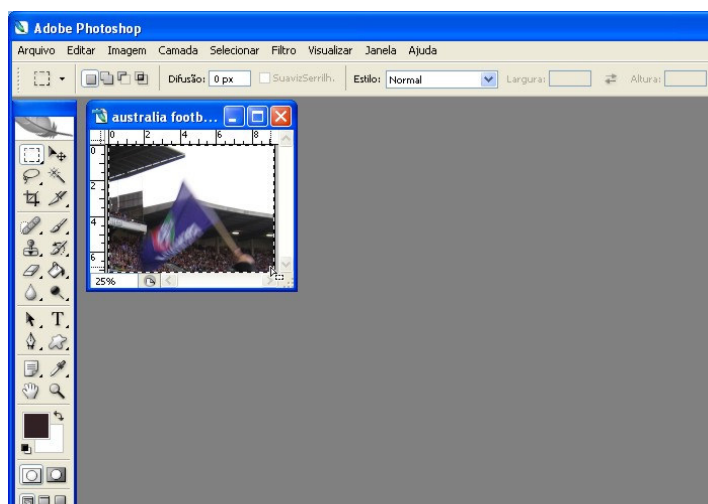 Adobe Photoshop
Arquivo Editar Imagem Camada Selecionar Filtro Visualizar Janela Ajuda
Difusão: 0 px SuavizSerrilh. Estilo: Normal Largura: Altura:
australia footb...
0 2 4 6 8
0
2
4
6
25%
T